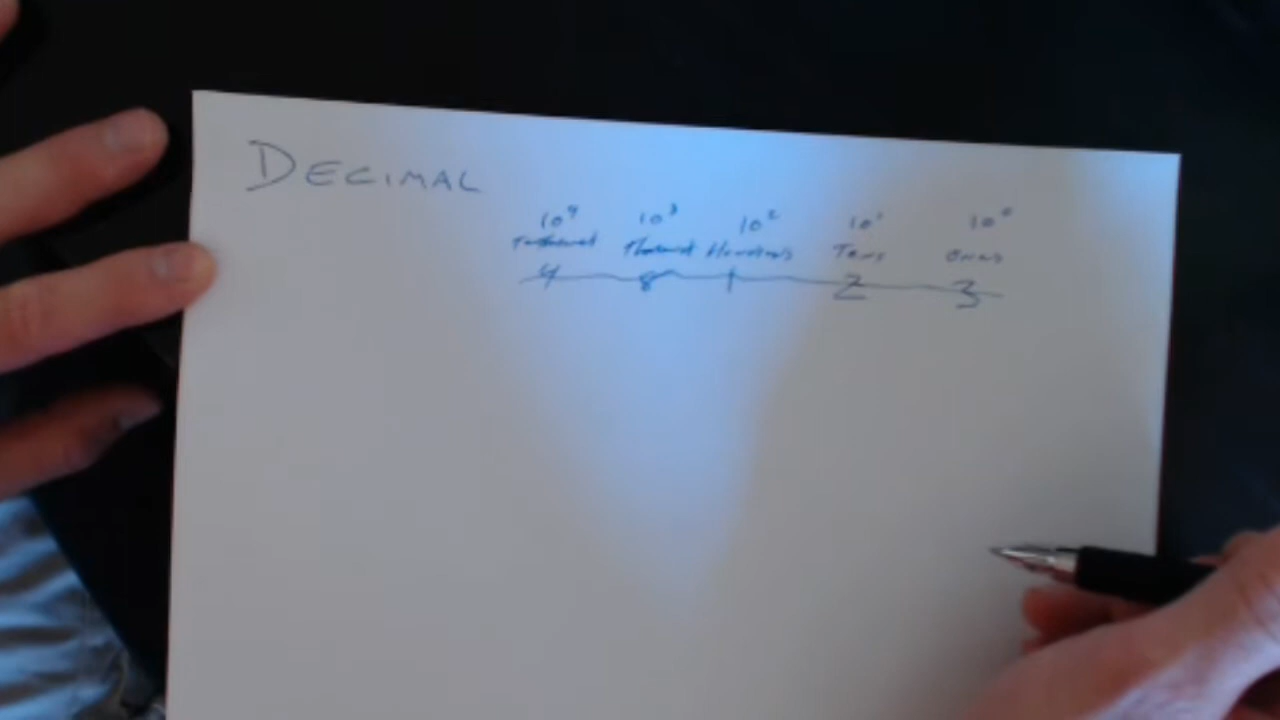 DECIMAL
10⁴ 10³ 10² 10¹ 10⁰
Thousand Hundreds Tens Ones
4 8 1 2 3